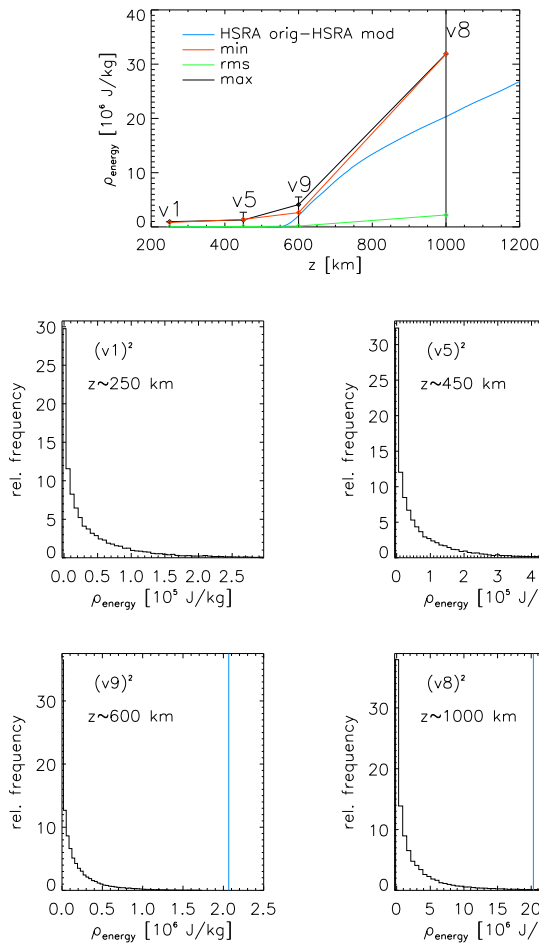 40
30
20
10
0
ρenergy [10⁶ J/kg]
HSRA orig−HSRA mod
min
rms
max
v1
v5
v9
v8
200 400 600 800 1000 1200
z [km]
30
25
20
15
10
5
0
rel. frequency
(v1)²
z~250 km
0.0 0.5 1.0 1.5 2.0 2.5
ρenergy [10⁵ J/kg]
30
25
20
15
10
5
0
rel. frequency
(v5)²
z~450 km
0 1 2 3 4
ρenergy [10⁵ J/
30
20
10
0
rel. frequency
(v9)²
z~600 km
0.0 0.5 1.0 1.5 2.0 2.5
ρenergy [10⁶ J/kg]
30
20
10
0
rel. frequency
(v8)²
z~1000 km
0 5 10 15 20
ρenergy [10⁶ J/